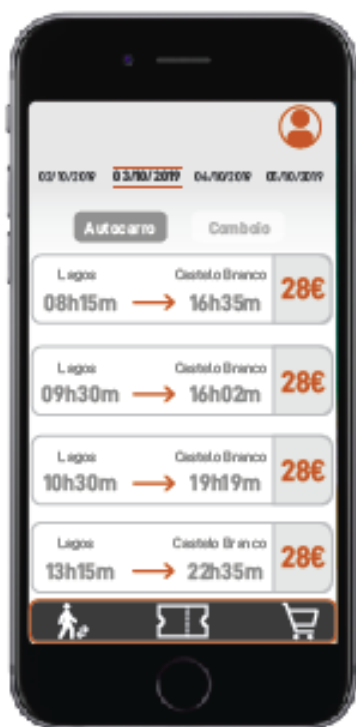 02/10/2019 03/10/2019 04/10/2019 05/10/2019
Autocarro Comboio
Lagos Castelo Branco
08h15m → 16h35m 28€
Lagos Castelo Branco
09h30m → 16h02m 28€
Lagos Castelo Branco
10h30m → 19h19m 28€
Lagos Castelo Branco
13h15m → 22h35m 28€